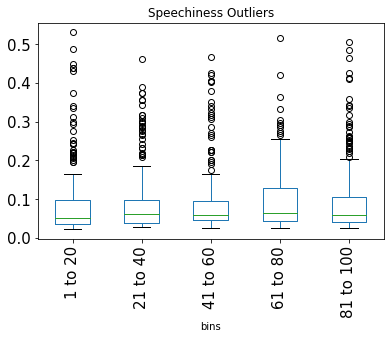 Speechiness Outliers
0.5
0.4
0.3
0.2
0.1
0.0
1 to 20
21 to 40
41 to 60
61 to 80
81 to 100
bins